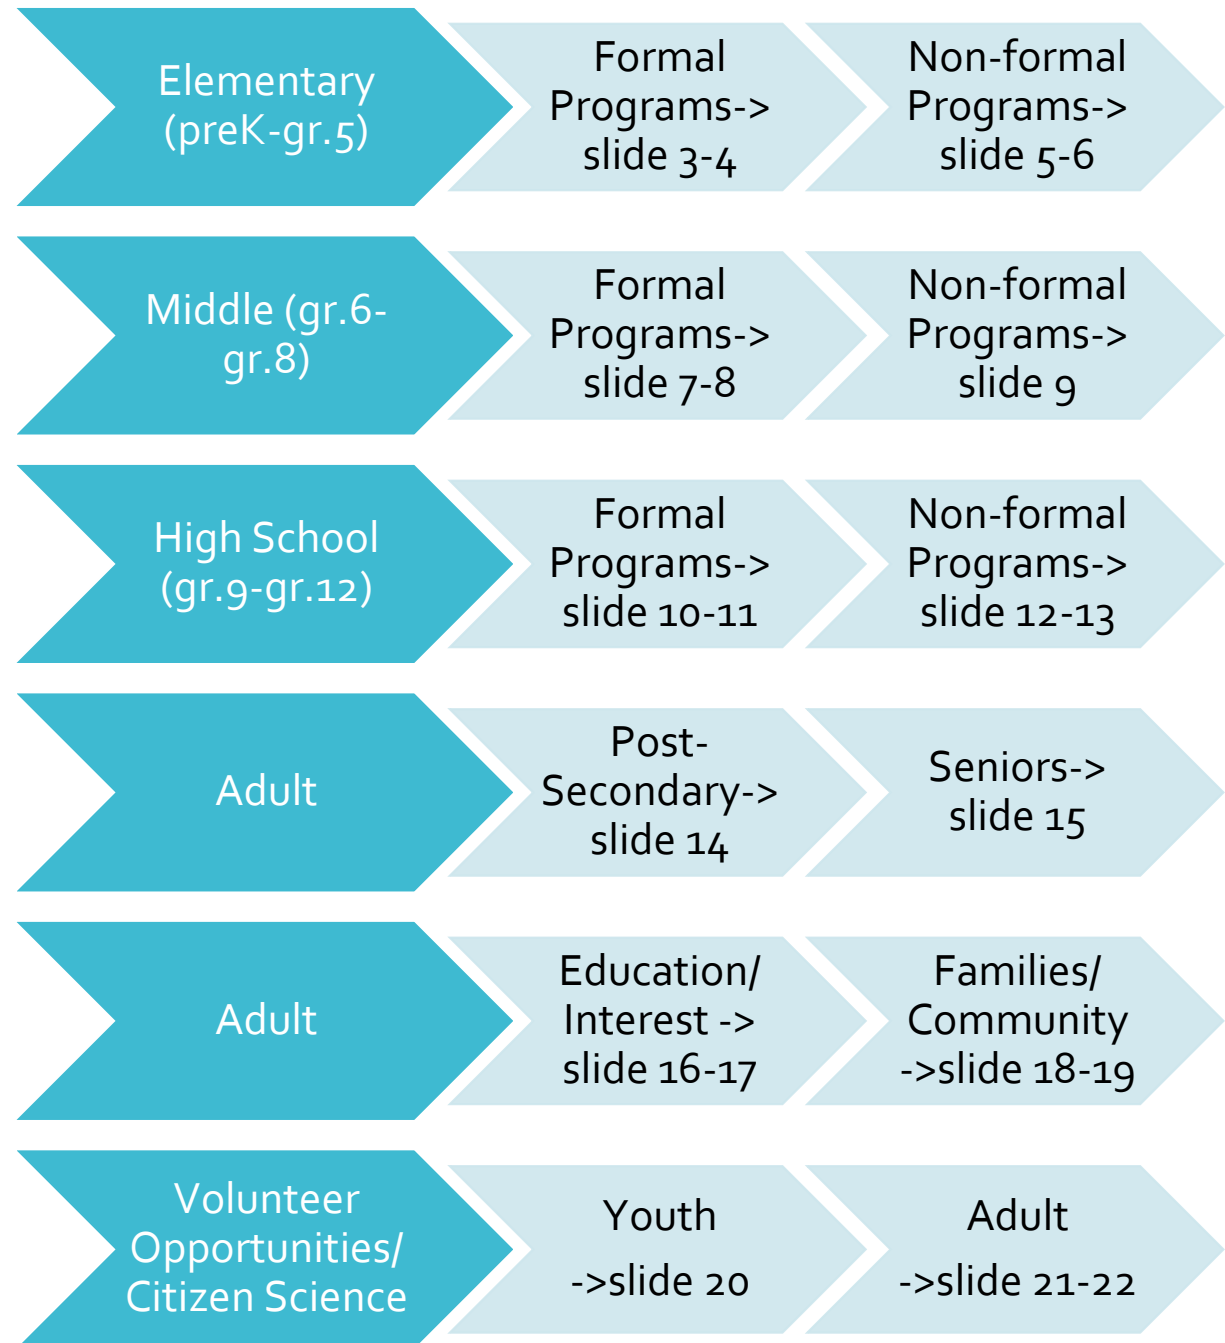 Elementary
(preK-gr.5)
Formal
Programs->
slide 3-4
Non-formal
Programs->
slide 5-6
Middle (gr.6-
gr.8)
Formal
Programs->
slide 7-8
Non-formal
Programs->
slide 9
High School
(gr.9-gr.12)
Formal
Programs->
slide 10-11
Non-formal
Programs->
slide 12-13
Adult
Post-
Secondary->
slide 14
Seniors->
slide 15
Adult
Education/
Interest ->
slide 16-17
Families/
Community
->slide 18-19
Volunteer
Opportunities/
Citizen Science
Youth
->slide 20
Adult
->slide 21-22